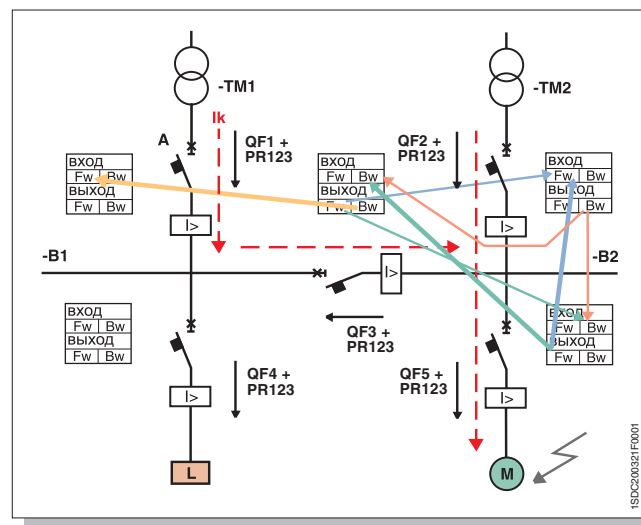 -TM1
-TM2
Ik
A
QF1 +
PR123
QF2 +
PR123
ВХОД
Fw Bw
ВЫХОД
Fw Bw
ВХОД
Fw Bw
ВЫХОД
Fw Bw
ВХОД
Fw Bw
ВЫХОД
Fw Bw
I>
I>
-B1
-B2
I>
ВХОД
Fw Bw
ВЫХОД
Fw Bw
ВХОД
Fw Bw
ВЫХОД
Fw Bw
QF3 +
PR123
QF4 +
PR123
QF5 +
PR123
I>
I>
L
M
1SDC200321F0001